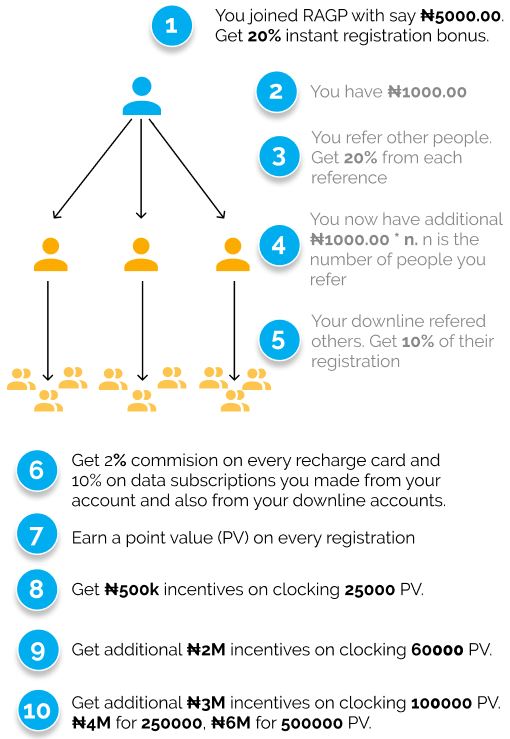 1
You joined RAGP with say ₦5000.00.
Get 20% instant registration bonus.
2
You have ₦1000.00
3
You refer other people.
Get 20% from each
reference
4
You now have additional
₦1000.00 * n. n is the
number of people you
refer
5
Your downline refered
others. Get 10% of their
registration
6
Get 2% commision on every recharge card and
10% on data subscriptions you made from your
account and also from your downline accounts.
7
Earn a point value (PV) on every registration
8
Get ₦500k incentives on clocking 25000 PV.
9
Get additional ₦2M incentives on clocking 60000 PV.
10
Get additional ₦3M incentives on clocking 100000 PV.
₦4M for 250000, ₦6M for 500000 PV.